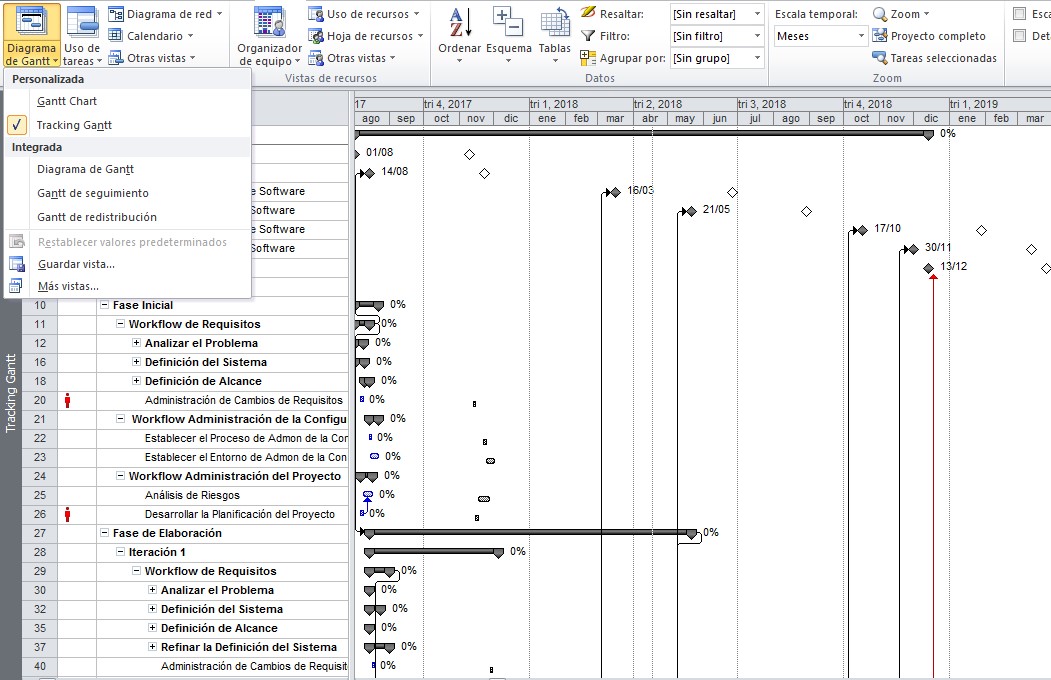 Diagrama de Gantt
Uso de tareas
Diagrama de red
Calendario
Otras vistas
Organizador de equipo
Uso de recursos
Hoja de recursos
Otras vistas
Vistas de recursos
Ordenar
Esquema
Tablas
Resaltar: [Sin resaltar]
Filtro: [Sin filtro]
Agrupar por: [Sin grupo]
Datos
Escala temporal:
Meses
Zoom
Proyecto completo
Tareas seleccionadas
Zoom
Esc
Det
Personalizada
Gantt Chart
Tracking Gantt
Integrada
Diagrama de Gantt
Gantt de seguimiento
Gantt de redistribución
Restablecer valores predeterminados
Guardar vista...
Más vistas...
17 tri 4, 2017 tri 1, 2018 tri 2, 2018 tri 3, 2018 tri 4, 2018 tri 1, 2019
ago sep oct nov dic ene feb mar abr may jun jul ago sep oct nov dic ene feb mar
0%
01/08
14/08
e Software 16/03
Software 21/05
e Software 17/10
Software 30/11
13/12
10 Fase Inicial 0%
11 Workflow de Requisitos 0%
12 Analizar el Problema 0%
16 Definición del Sistema 0%
18 Definición de Alcance 0%
20 Administración de Cambios de Requisitos 0%
21 Workflow Administración de la Configu 0%
22 Establecer el Proceso de Admon de la Con 0%
23 Establecer el Entorno de Admon de la Con 0%
24 Workflow Administración del Proyecto 0%
25 Análisis de Riesgos 0%
26 Desarrollar la Planificación del Proyecto 0%
27 Fase de Elaboración 0%
28 Iteración 1 0%
29 Workflow de Requisitos 0%
30 Analizar el Problema 0%
32 Definición del Sistema 0%
35 Definición de Alcance 0%
37 Refinar la Definición del Sistema 0%
40 Administración de Cambios de Requisit 0%
Tracking Gantt